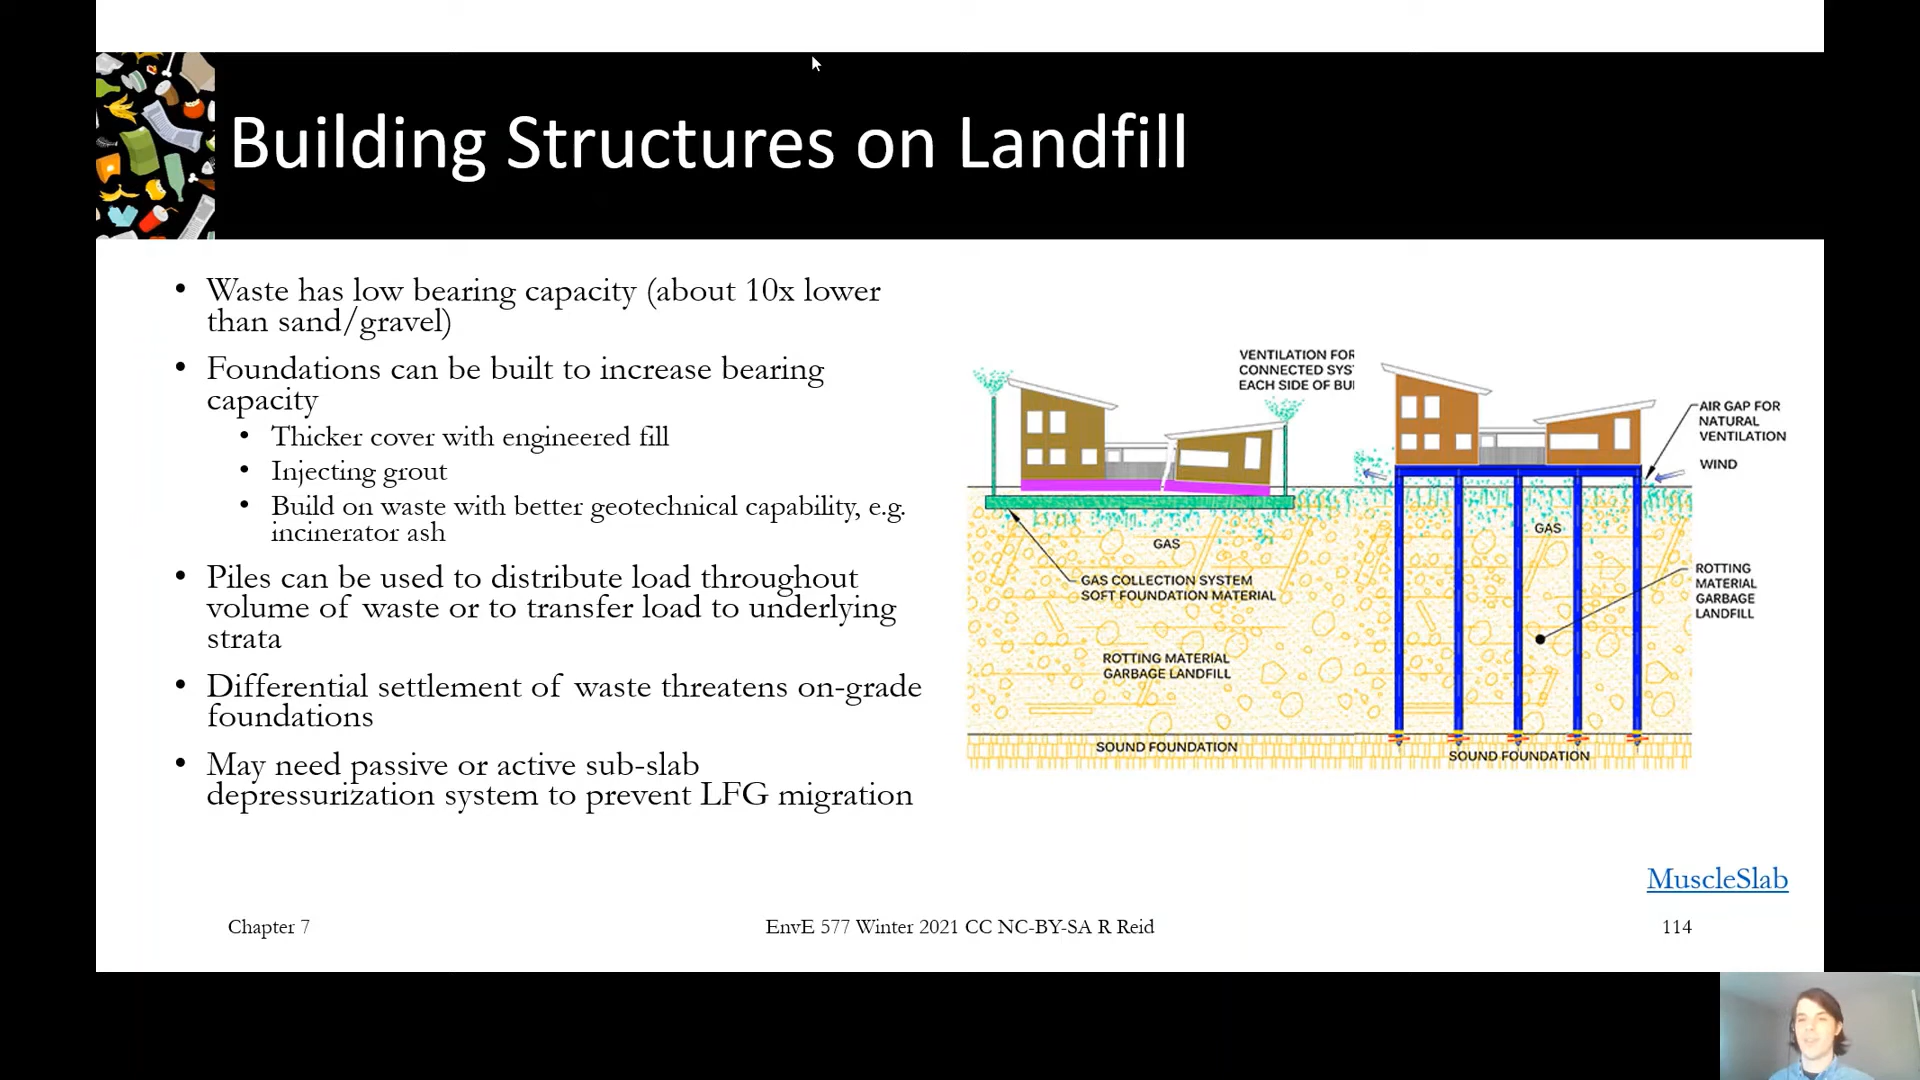 Building Structures on Landfill
• Waste has low bearing capacity (about 10x lower
than sand/gravel)
• Foundations can be built to increase bearing
capacity
• Thicker cover with engineered fill
• Injecting grout
• Build on waste with better geotechnical capability, e.g.
incinerator ash
• Piles can be used to distribute load throughout
volume of waste or to transfer load to underlying
strata
• Differential settlement of waste threatens on-grade
foundations
• May need passive or active sub-slab
depressurization system to prevent LFG migration
VENTILATION FOR
CONNECTED SYS
EACH SIDE OF BUI
GAS
GAS COLLECTION SYSTEM
SOFT FOUNDATION MATERIAL
ROTTING MATERIAL
GARBAGE LANDFILL
SOUND FOUNDATION
AIR GAP FOR
NATURAL
VENTILATION
WIND
GAS
ROTTING
MATERIAL
GARBAGE
LANDFILL
SOUND FOUNDATION
MuscleSlab
Chapter 7
EnvE 577 Winter 2021 CC NC-BY-SA R Reid
114